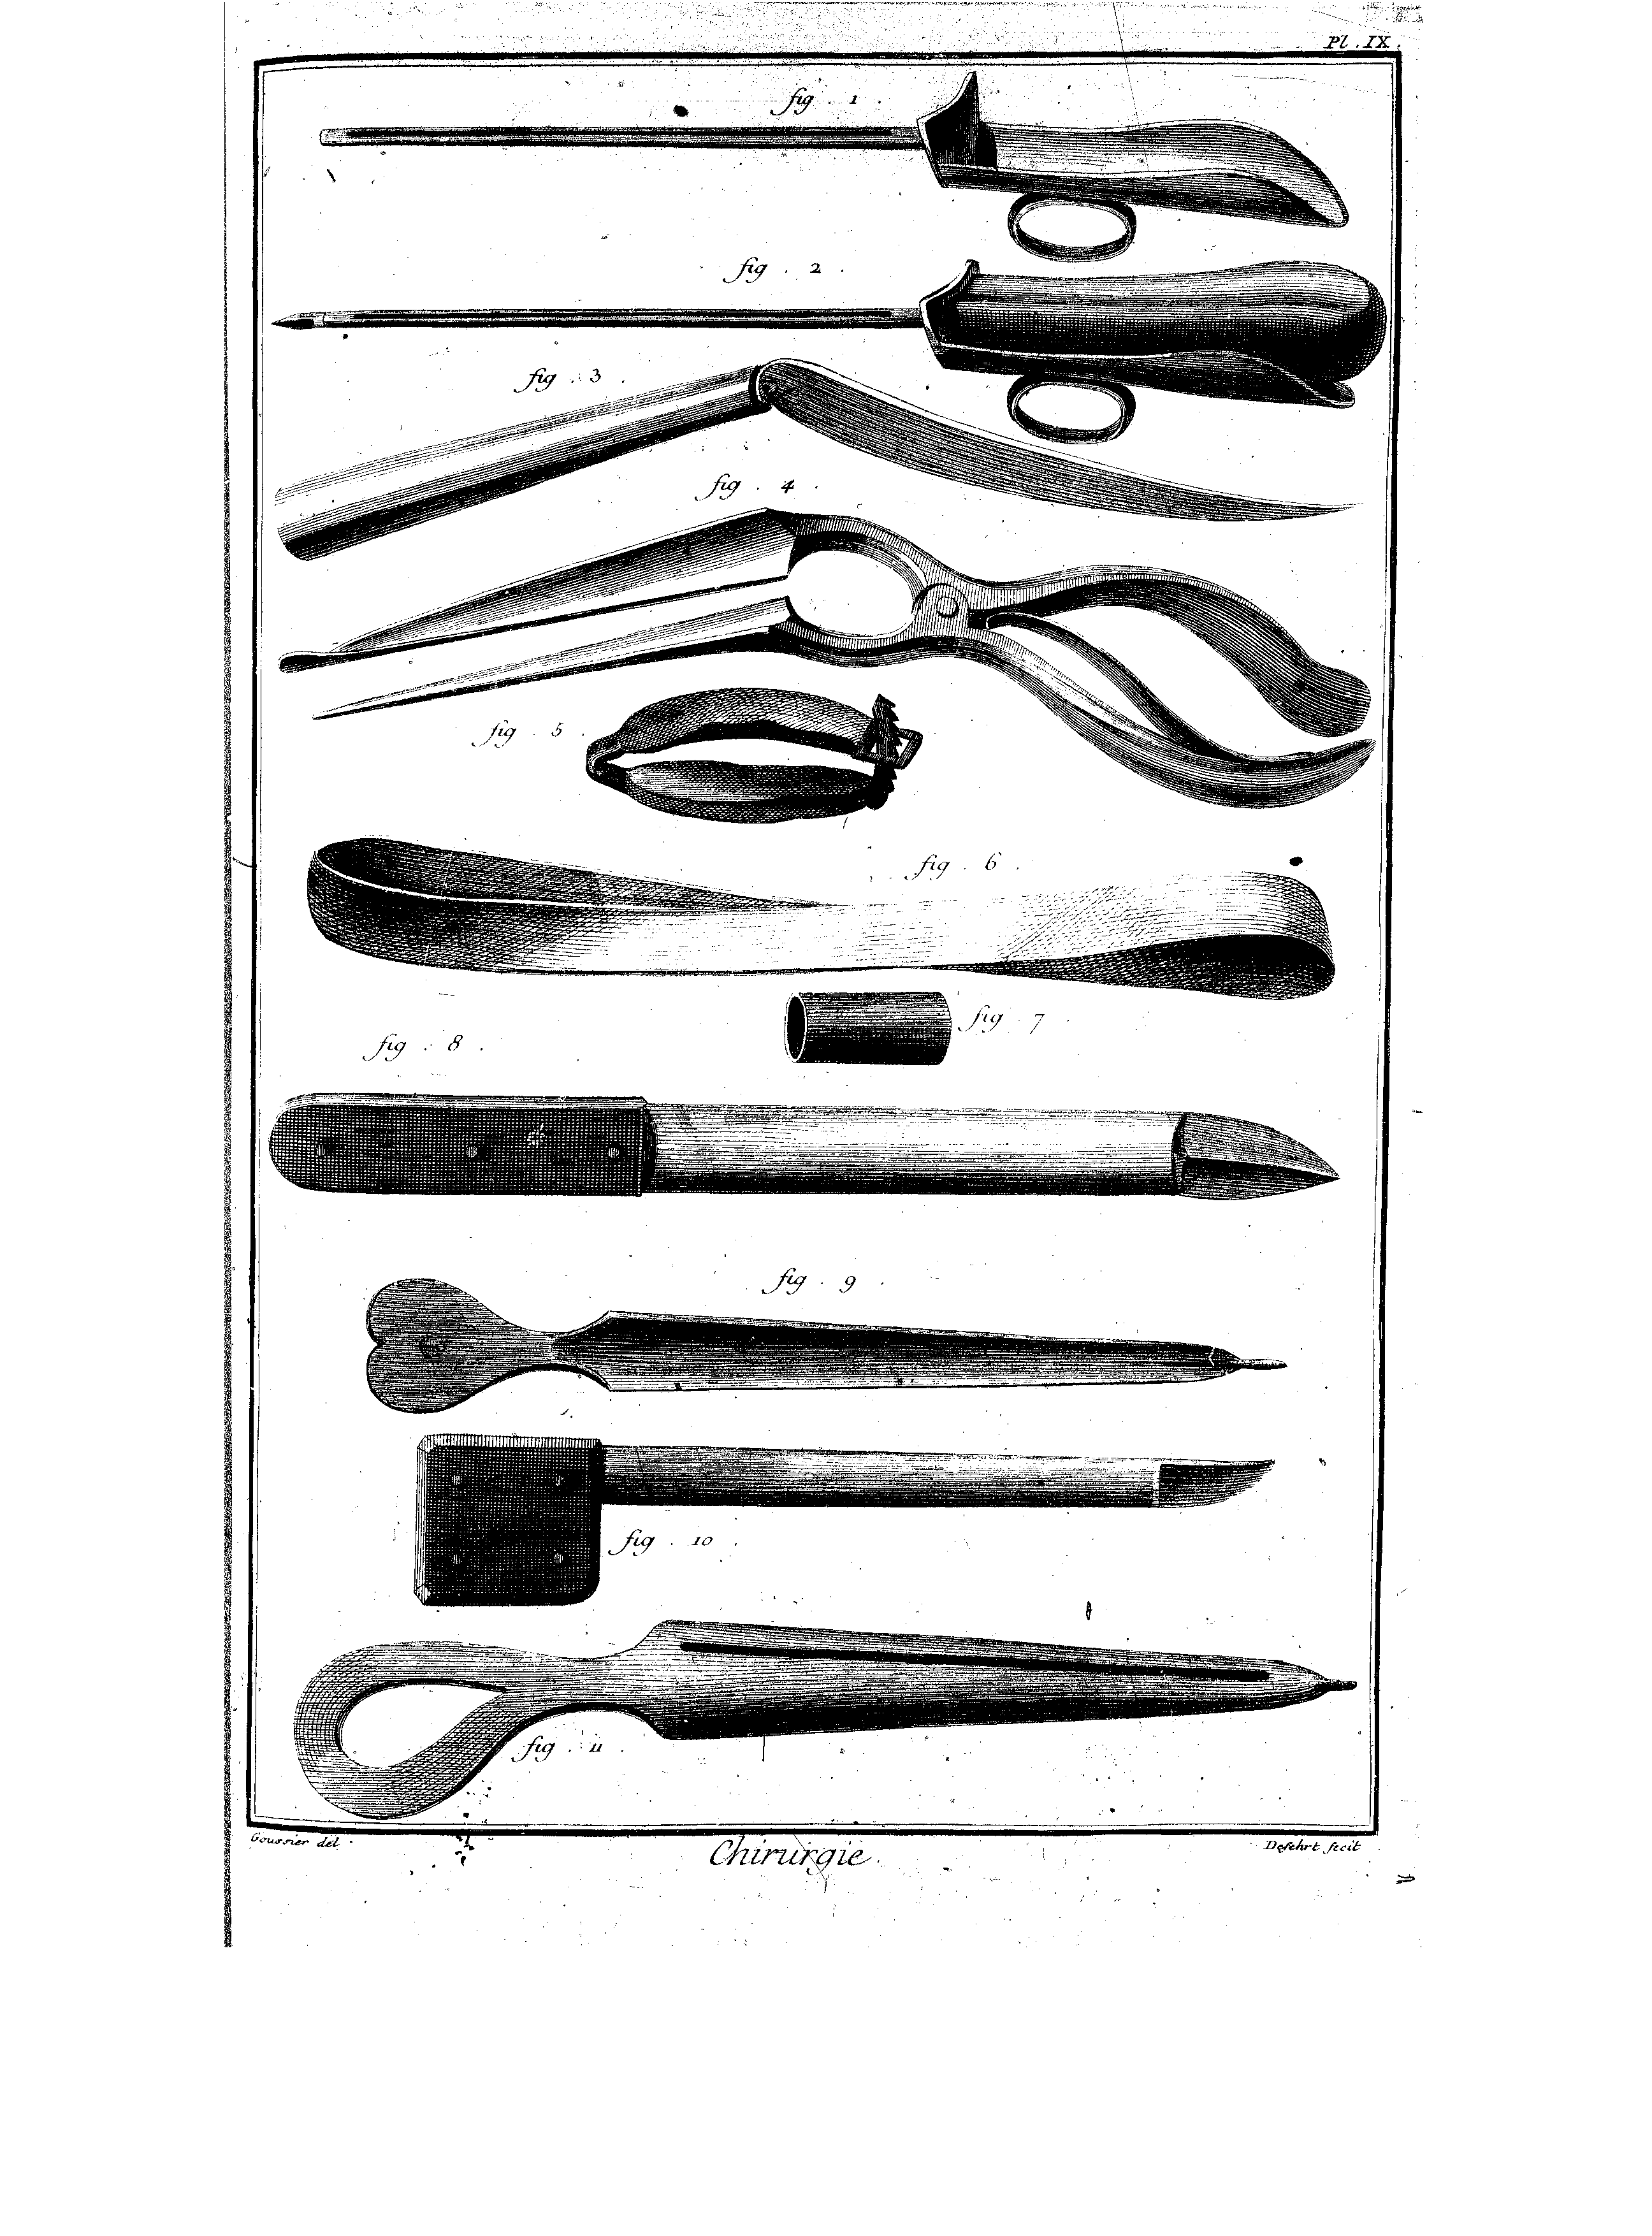 Pl. IX.
fig. 1.
fig. 2.
fig. 3.
fig. 4.
fig. 5.
fig. 6.
fig. 7.
fig. 8.
fig. 9.
fig. 10.
fig. 11.
Goussier del.
Chirurgie.
Defehrt fecit